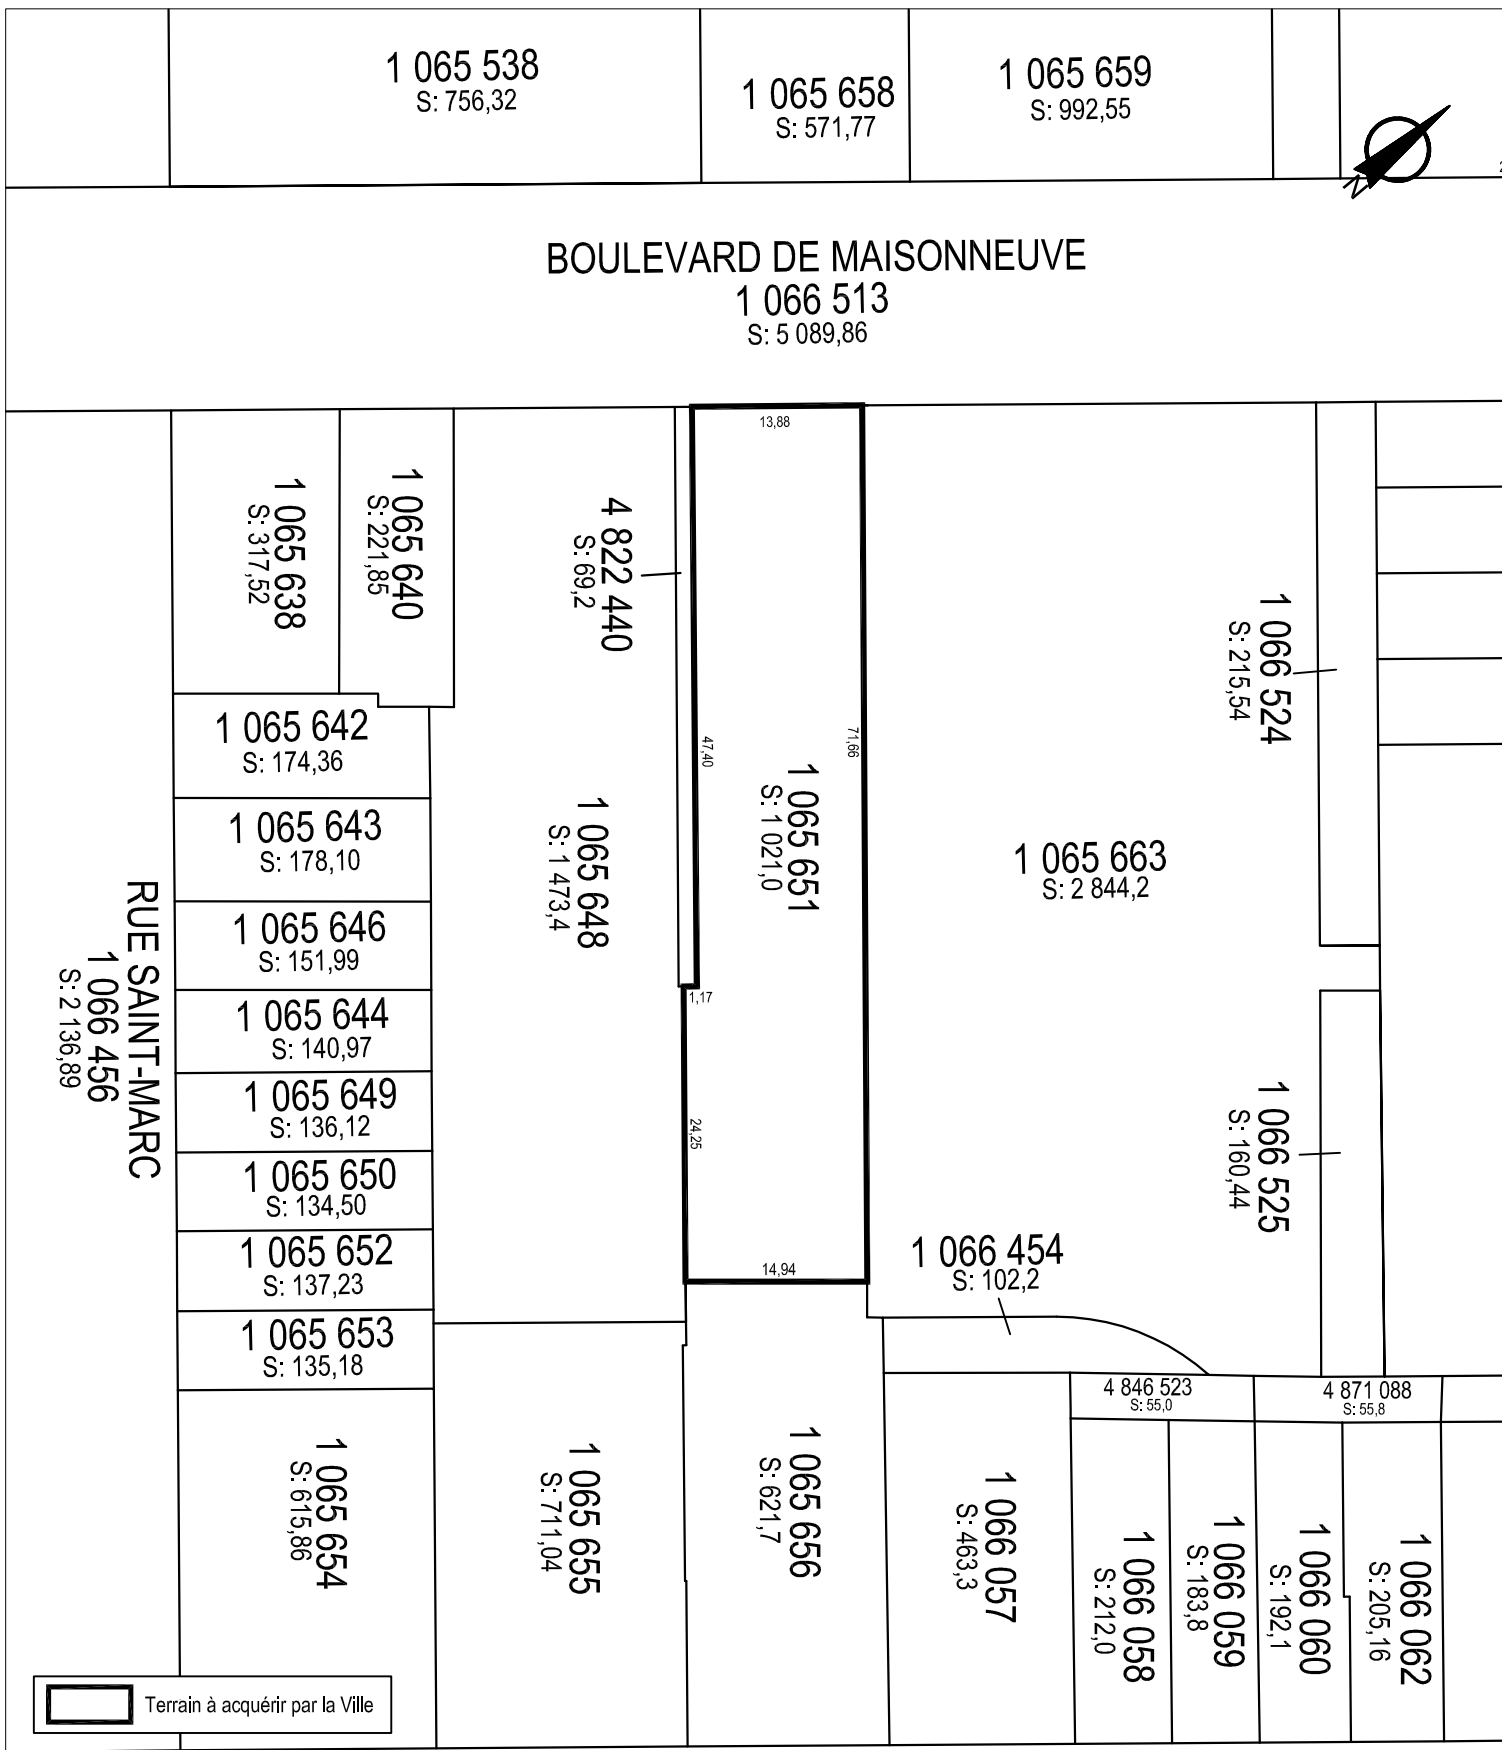 1 065 538
S: 756,32
1 065 658
S: 571,77
1 065 659
S: 992,55
N
2
BOULEVARD DE MAISONNEUVE
1 066 513
S: 5 089,86
13,88
1 065 638
S: 317,52
1 065 640
S: 221,85
4 822 440
S: 69,2
1 066 524
S: 215,54
1 065 642
S: 174,36
47,40
71,66
1 065 651
S: 1 021,0
1 065 643
S: 178,10
1 065 648
S: 1 473,4
1 065 663
S: 2 844,2
RUE SAINT-MARC
1 066 456
S: 2 136,89
1 065 646
S: 151,99
1,17
1 065 644
S: 140,97
1 065 649
S: 136,12
24,25
1 066 525
S: 160,44
1 065 650
S: 134,50
1 065 652
S: 137,23
14,94
1 066 454
S: 102,2
1 065 653
S: 135,18
4 846 523
S: 55,0
4 871 088
S: 55,8
1 065 654
S: 615,86
1 065 655
S: 711,04
1 065 656
S: 621,7
1 066 057
S: 463,3
1 066 058
S: 212,0
1 066 059
S: 183,8
1 066 060
S: 192,1
1 066 062
S: 205,16
Terrain à acquérir par la Ville